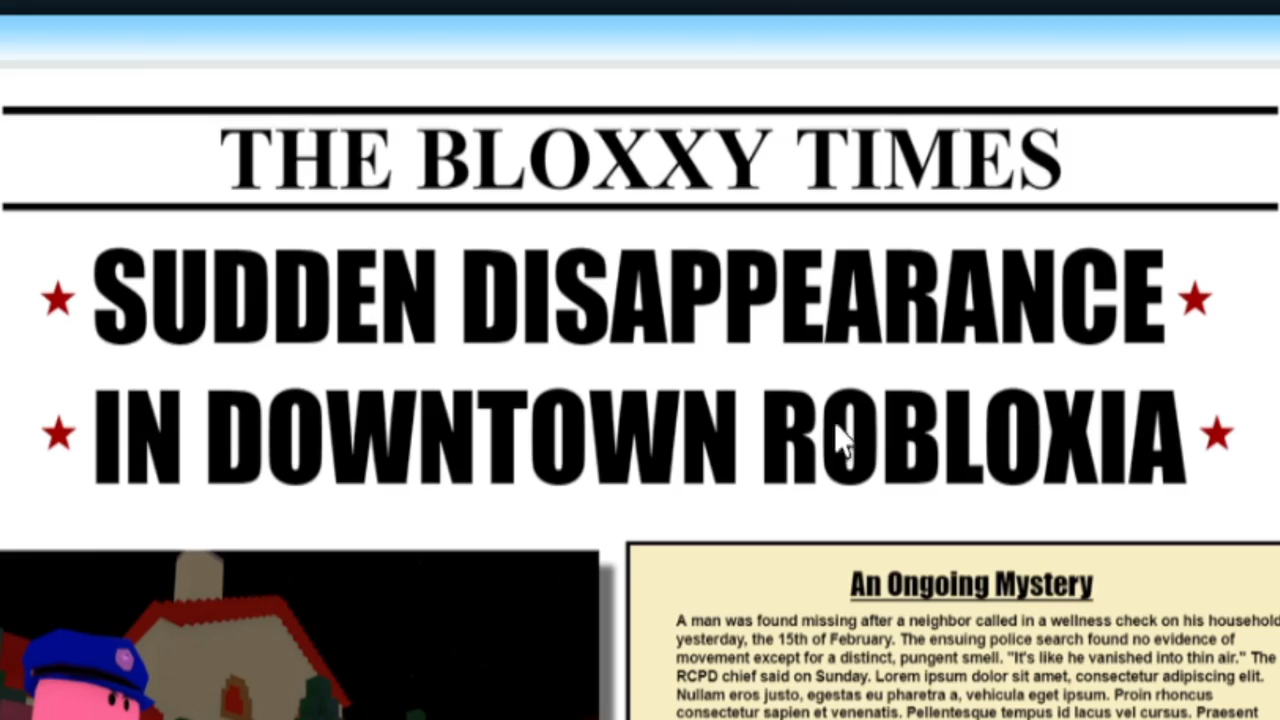 THE BLOXXY TIMES
SUDDEN DISAPPEARANCE
IN DOWNTOWN ROBLOXIA
An Ongoing Mystery
A man was found missing after a neighbor called in a wellness check on his household
yesterday, the 15th of February. The ensuing police search found no evidence of
movement except for a distinct, pungent smell. "It's like he vanished into thin air." The
RCPD chief said on Sunday. Lorem ipsum dolor sit amet, consectetur adipiscing elit.
Nullam eros justo, egestas eu pharetra a, vehicula eget ipsum. Proin rhoncus
consectetur sapien et venenatis. Pellentesque tempus id lacus vel cursus. Praesent